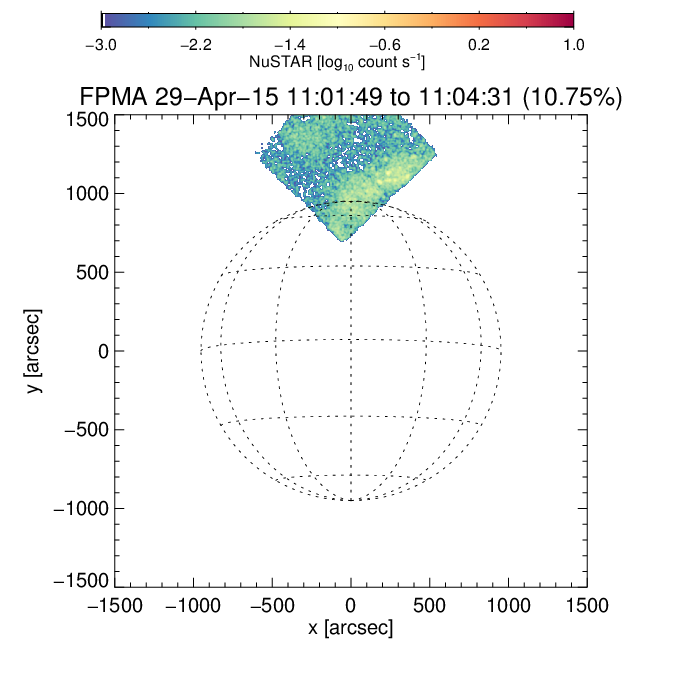 −3.0 −2.2 −1.4 −0.6 0.2 1.0
NuSTAR [log₁₀ count s⁻¹]
FPMA 29−Apr−15 11:01:49 to 11:04:31 (10.75%)
1500
1000
500
0
−500
−1000
−1500
y [arcsec]
−1500 −1000 −500 0 500 1000 1500
x [arcsec]